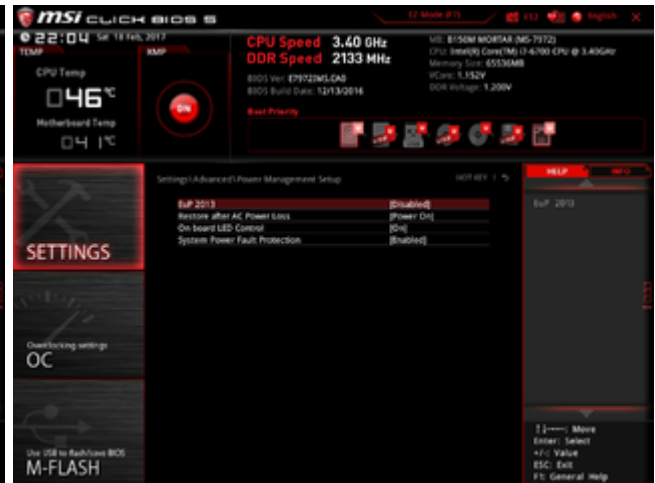 msi CLICK BIOS 5
EZ Mode (F7)
F12
English
X
22:04 Sat 18 Feb, 2017
TEMP
XMP
CPU Temp
46°C
Motherboard Temp
41°C
ON
CPU Speed 3.40 GHz
DDR Speed 2133 MHz
BIOS Ver: E7972IMS.CA0
BIOS Build Date: 12/13/2016
MB: B150M MORTAR (MS-7972)
CPU: Intel(R) Core(TM) i7-6700 CPU @ 3.40GHz
Memory Size: 65536MB
VCore: 1.152V
DDR Voltage: 1.200V
Boot Priority
SETTINGS
Overclocking settings
OC
Use USB to flash/save BIOS
M-FLASH
Settings\Advanced\Power Management Setup
HOT KEY
EuP 2013 [Disabled]
Restore after AC Power Loss [Power On]
On board LED Control [On]
System Power Fault Protection [Enabled]
HELP
INFO
EuP 2013
Move
Enter: Select
+/-: Value
ESC: Exit
F1: General Help